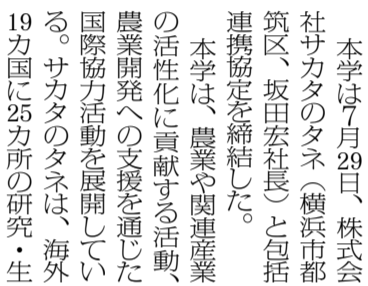 本学は7月29日、株式会
社サカタのタネ（横浜市都
筑区、坂田宏社長）と包括
連携協定を締結した。
本学は、農業や関連産業
の活性化に貢献する活動、
農業開発への支援を通じた
国際協力活動を展開してい
る。サカタのタネは、海外
19カ国に25カ所の研究・生